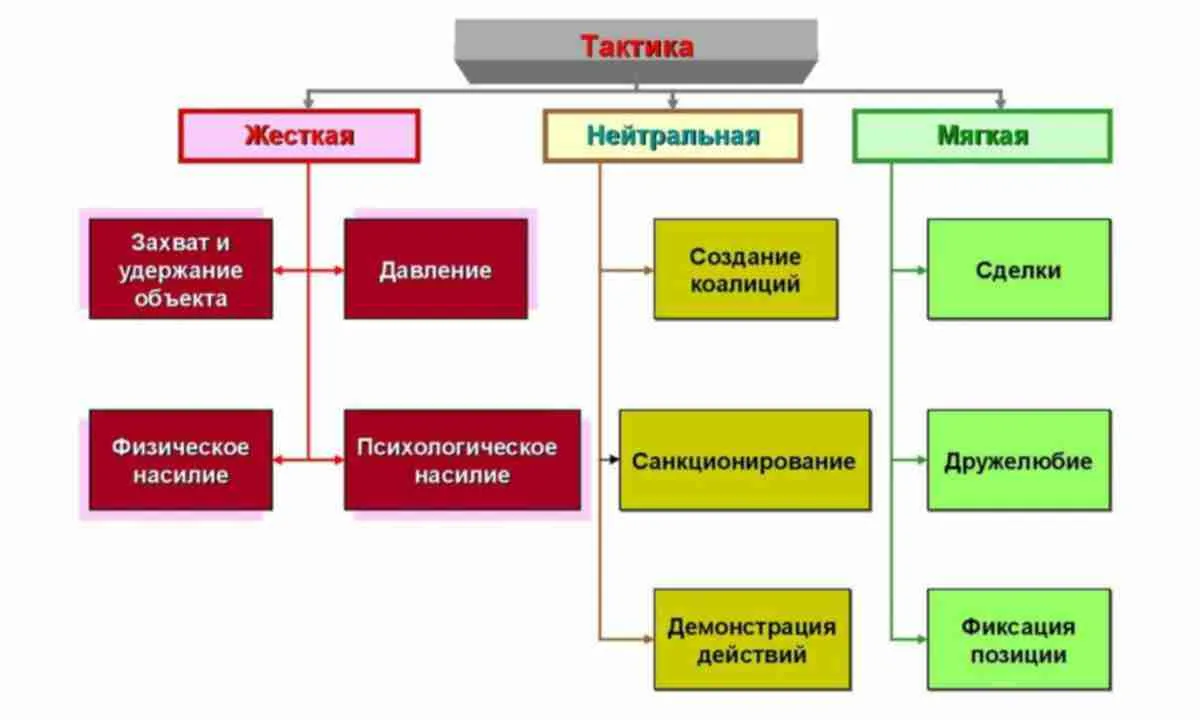 Тактика
Жесткая
Нейтральная
Мягкая
Захват и
удержание
объекта
Давление
Создание
коалиций
Сделки
Физическое
насилие
Психологическое
насилие
Санкционирование
Дружелюбие
Демонстрация
действий
Фиксация
позиции